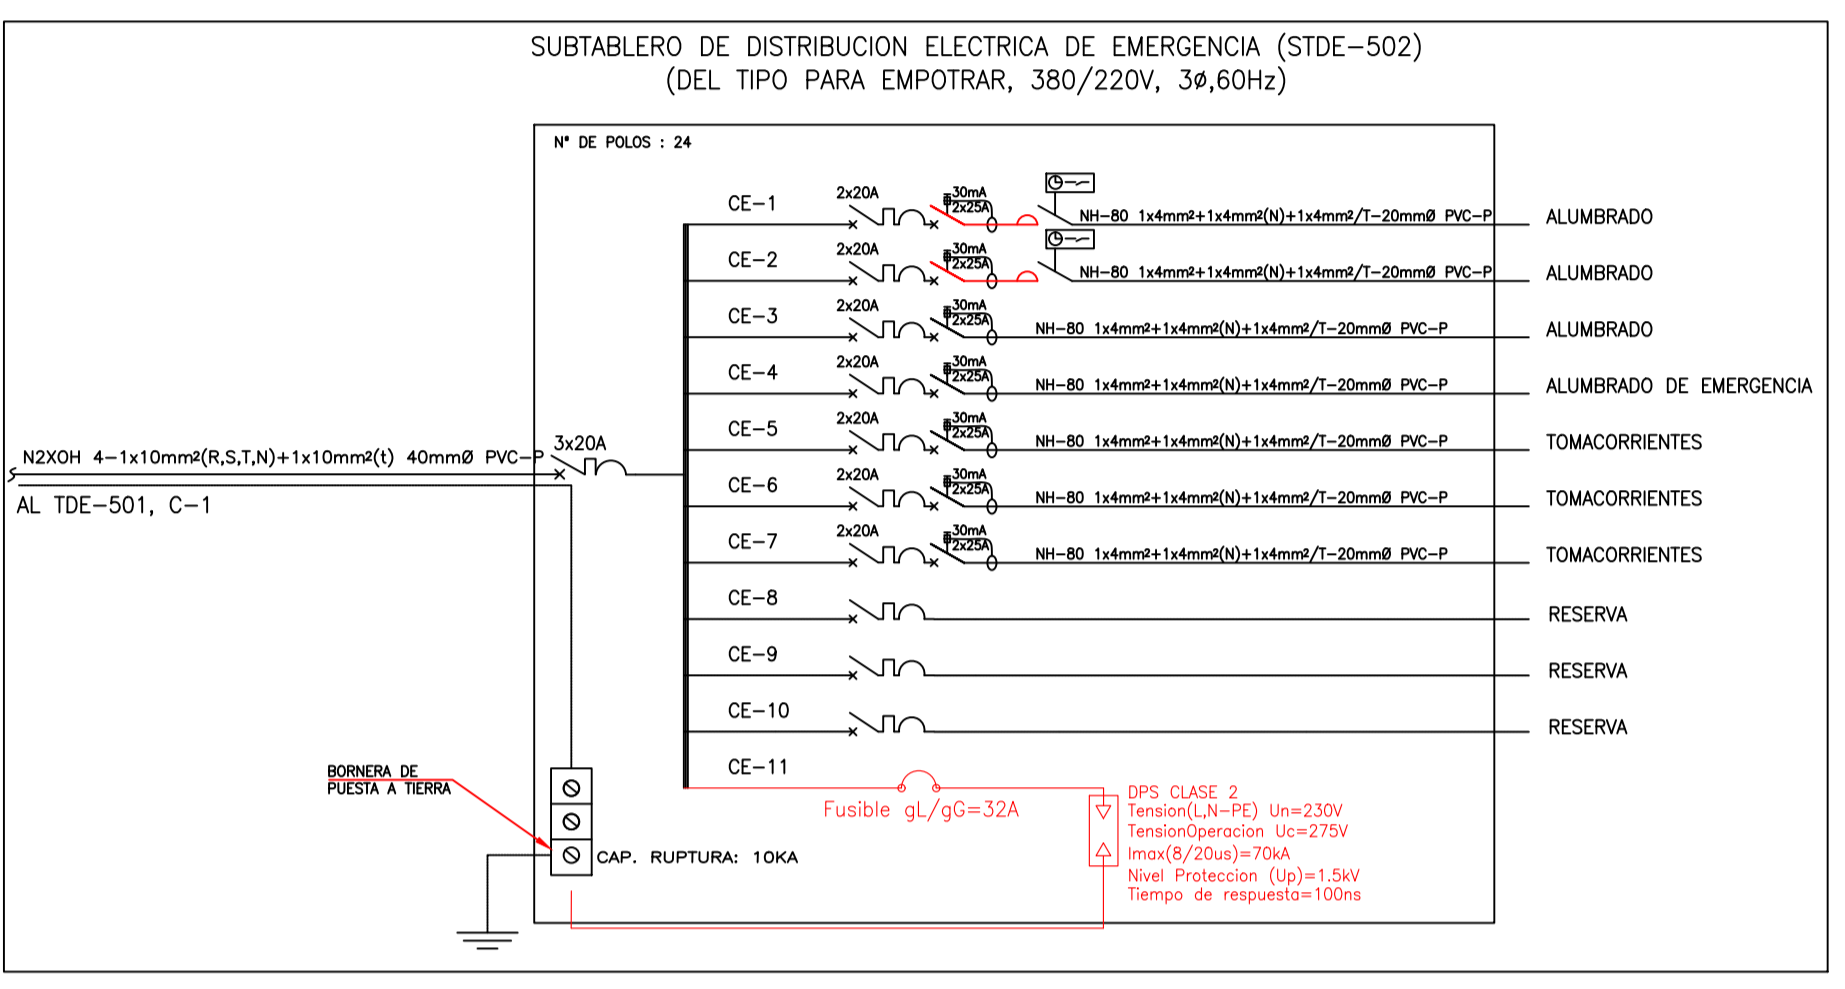 SUBTABLERO DE DISTRIBUCION ELECTRICA DE EMERGENCIA (STDE-502)
(DEL TIPO PARA EMPOTRAR, 380/220V, 3ø,60Hz)
N° DE POLOS : 24
CE-1
2x20A
30mA
2x25A
NH-80 1x4mm²+1x4mm²(N)+1x4mm²/T-20mmØ PVC-P
ALUMBRADO
CE-2
2x20A
30mA
2x25A
NH-80 1x4mm²+1x4mm²(N)+1x4mm²/T-20mmØ PVC-P
ALUMBRADO
CE-3
2x20A
30mA
2x25A
NH-80 1x4mm²+1x4mm²(N)+1x4mm²/T-20mmØ PVC-P
ALUMBRADO
CE-4
2x20A
30mA
2x25A
NH-80 1x4mm²+1x4mm²(N)+1x4mm²/T-20mmØ PVC-P
ALUMBRADO DE EMERGENCIA
CE-5
2x20A
30mA
2x25A
NH-80 1x4mm²+1x4mm²(N)+1x4mm²/T-20mmØ PVC-P
TOMACORRIENTES
N2XOH 4-1x10mm²(R,S,T,N)+1x10mm²(t) 40mmØ PVC-P
3x20A
AL TDE-501, C-1
CE-6
2x20A
30mA
2x25A
NH-80 1x4mm²+1x4mm²(N)+1x4mm²/T-20mmØ PVC-P
TOMACORRIENTES
CE-7
2x20A
30mA
2x25A
NH-80 1x4mm²+1x4mm²(N)+1x4mm²/T-20mmØ PVC-P
TOMACORRIENTES
CE-8
RESERVA
CE-9
RESERVA
CE-10
RESERVA
CE-11
Fusible gL/gG=32A
BORNERA DE
PUESTA A TIERRA
CAP. RUPTURA: 10KA
DPS CLASE 2
Tension(L,N-PE) Un=230V
TensionOperacion Uc=275V
Imax(8/20us)=70kA
Nivel Proteccion (Up)=1.5kV
Tiempo de respuesta=100ns